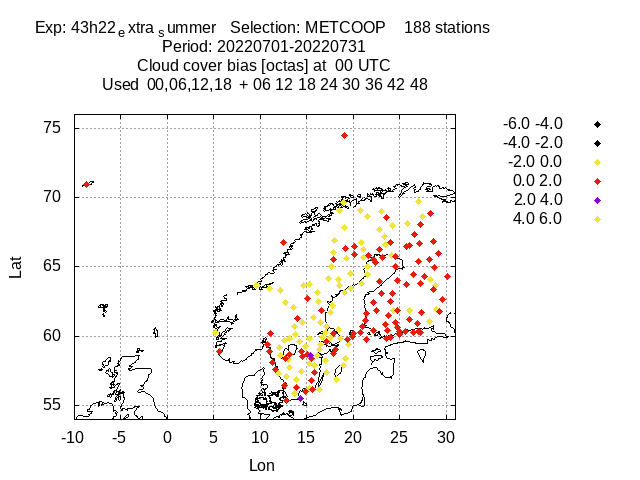 Exp: 43h22e xtra s ummer Selection: METCOOP 188 stations
Period: 20220701-20220731
Cloud cover bias [octas] at 00 UTC
Used 00,06,12,18 + 06 12 18 24 30 36 42 48
75
70
65
60
55
Lat
-10 -5 0 5 10 15 20 25 30
Lon
-6.0 -4.0
-4.0 -2.0
-2.0 0.0
0.0 2.0
2.0 4.0
4.0 6.0